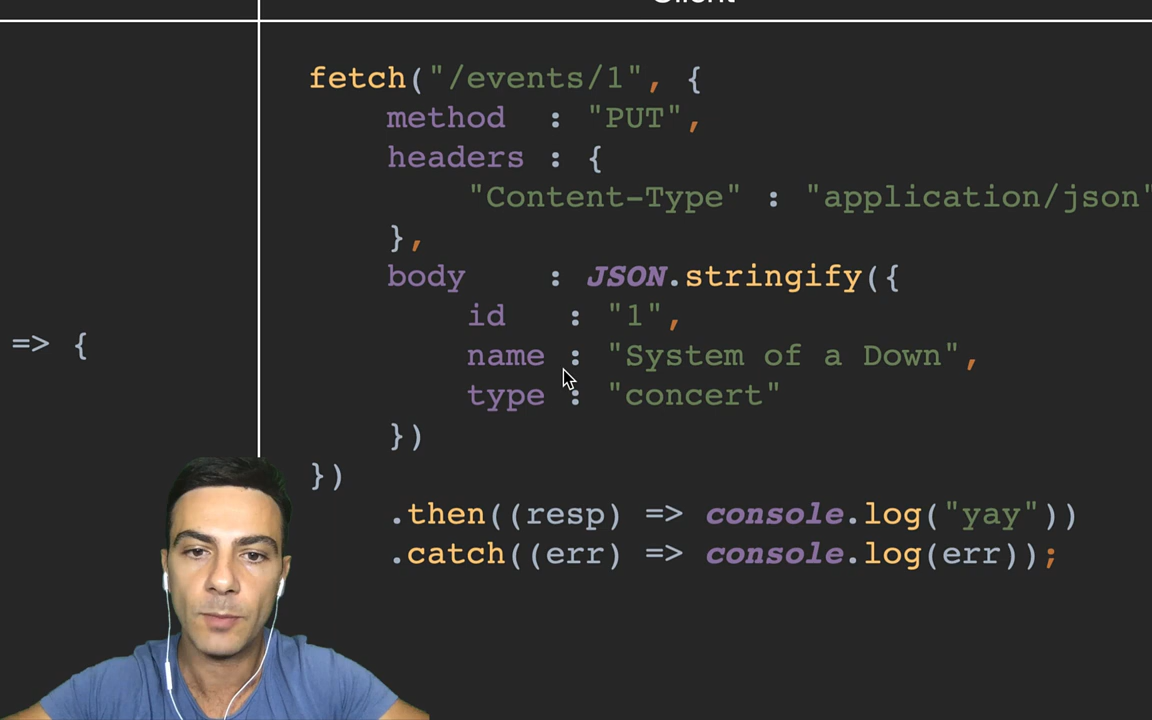 Client
fetch("/events/1", {
method : "PUT",
headers : {
"Content-Type" : "application/json"
},
body : JSON.stringify({
id : "1",
=> {
name : "System of a Down",
type : "concert"
})
})
.then((resp) => console.log("yay"))
.catch((err) => console.log(err));